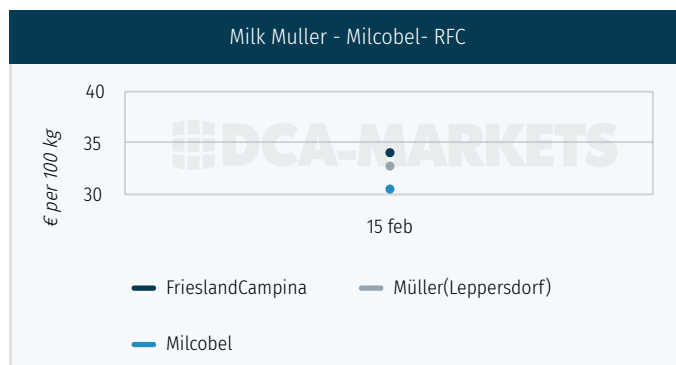 Milk Muller - Milcobel- RFC
40
35
30
€ per 100 kg
DCA-MARKETS
15 feb
FrieslandCampina
Müller(Leppersdorf)
Milcobel